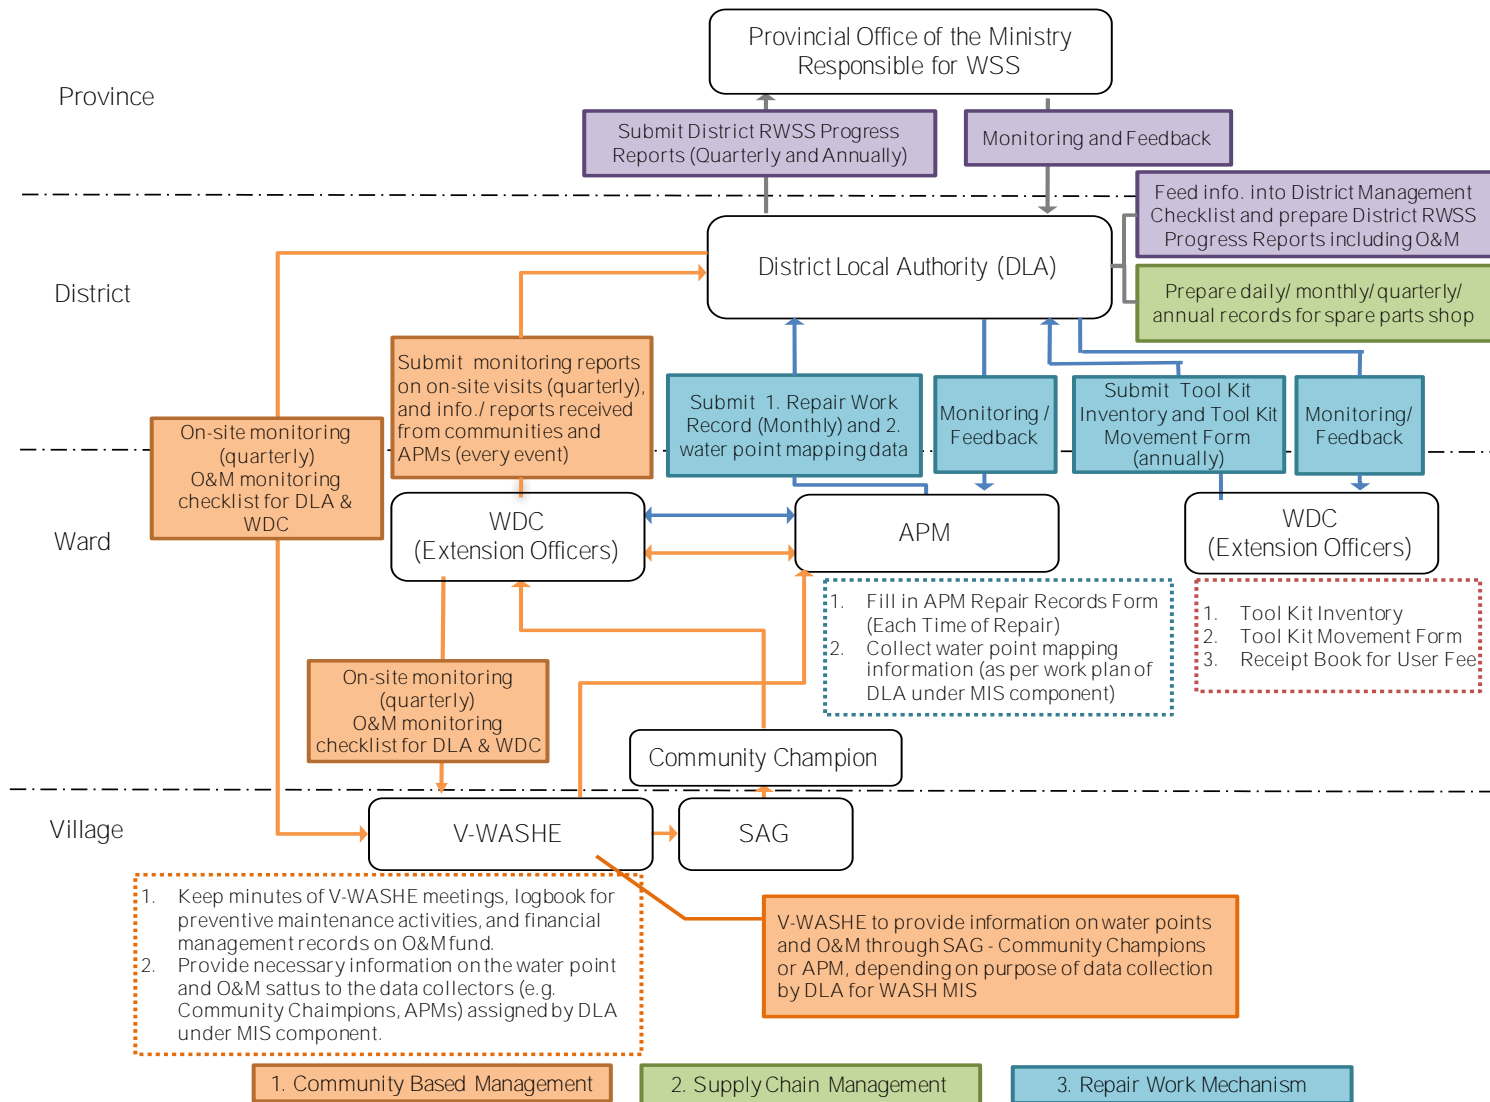 Provincial Office of the Ministry
Responsible for WSS
Province
Submit District RWSS Progress
Reports (Quarterly and Annually)
Monitoring and Feedback
Feed info. into District Management
Checklist and prepare District RWSS
Progress Reports including O&M
District Local Authority (DLA)
District
Prepare daily/ monthly/ quarterly/
annual records for spare parts shop
Submit monitoring reports
on on-site visits (quarterly),
and info./ reports received
from communities and
APMs (every event)
Submit 1. Repair Work
Record (Monthly) and 2.
water point mapping data
Monitoring /
Feedback
Submit Tool Kit
Inventory and Tool Kit
Movement Form
(annually)
Monitoring/
Feedback
On-site monitoring
(quarterly)
O&M monitoring
checklist for DLA &
WDC
Ward
WDC
(Extension Officers)
APM
WDC
(Extension Officers)
1. Fill in APM Repair Records Form
(Each Time of Repair)
2. Collect water point mapping
information (as per work plan of
DLA under MIS component)
1. Tool Kit Inventory
2. Tool Kit Movement Form
3. Receipt Book for User Fee
On-site monitoring
(quarterly)
O&M monitoring
checklist for DLA & WDC
Community Champion
Village
V-WASHE
SAG
1. Keep minutes of V-WASHE meetings, logbook for
preventive maintenance activities, and financial
management records on O&M fund.
2. Provide necessary information on the water point
and O&M sattus to the data collectors (e.g.
Community Chaimpions, APMs) assigned by DLA
under MIS component.
V-WASHE to provide information on water points
and O&M through SAG - Community Champions
or APM, depending on purpose of data collection
by DLA for WASH MIS
1. Community Based Management
2. Supply Chain Management
3. Repair Work Mechanism